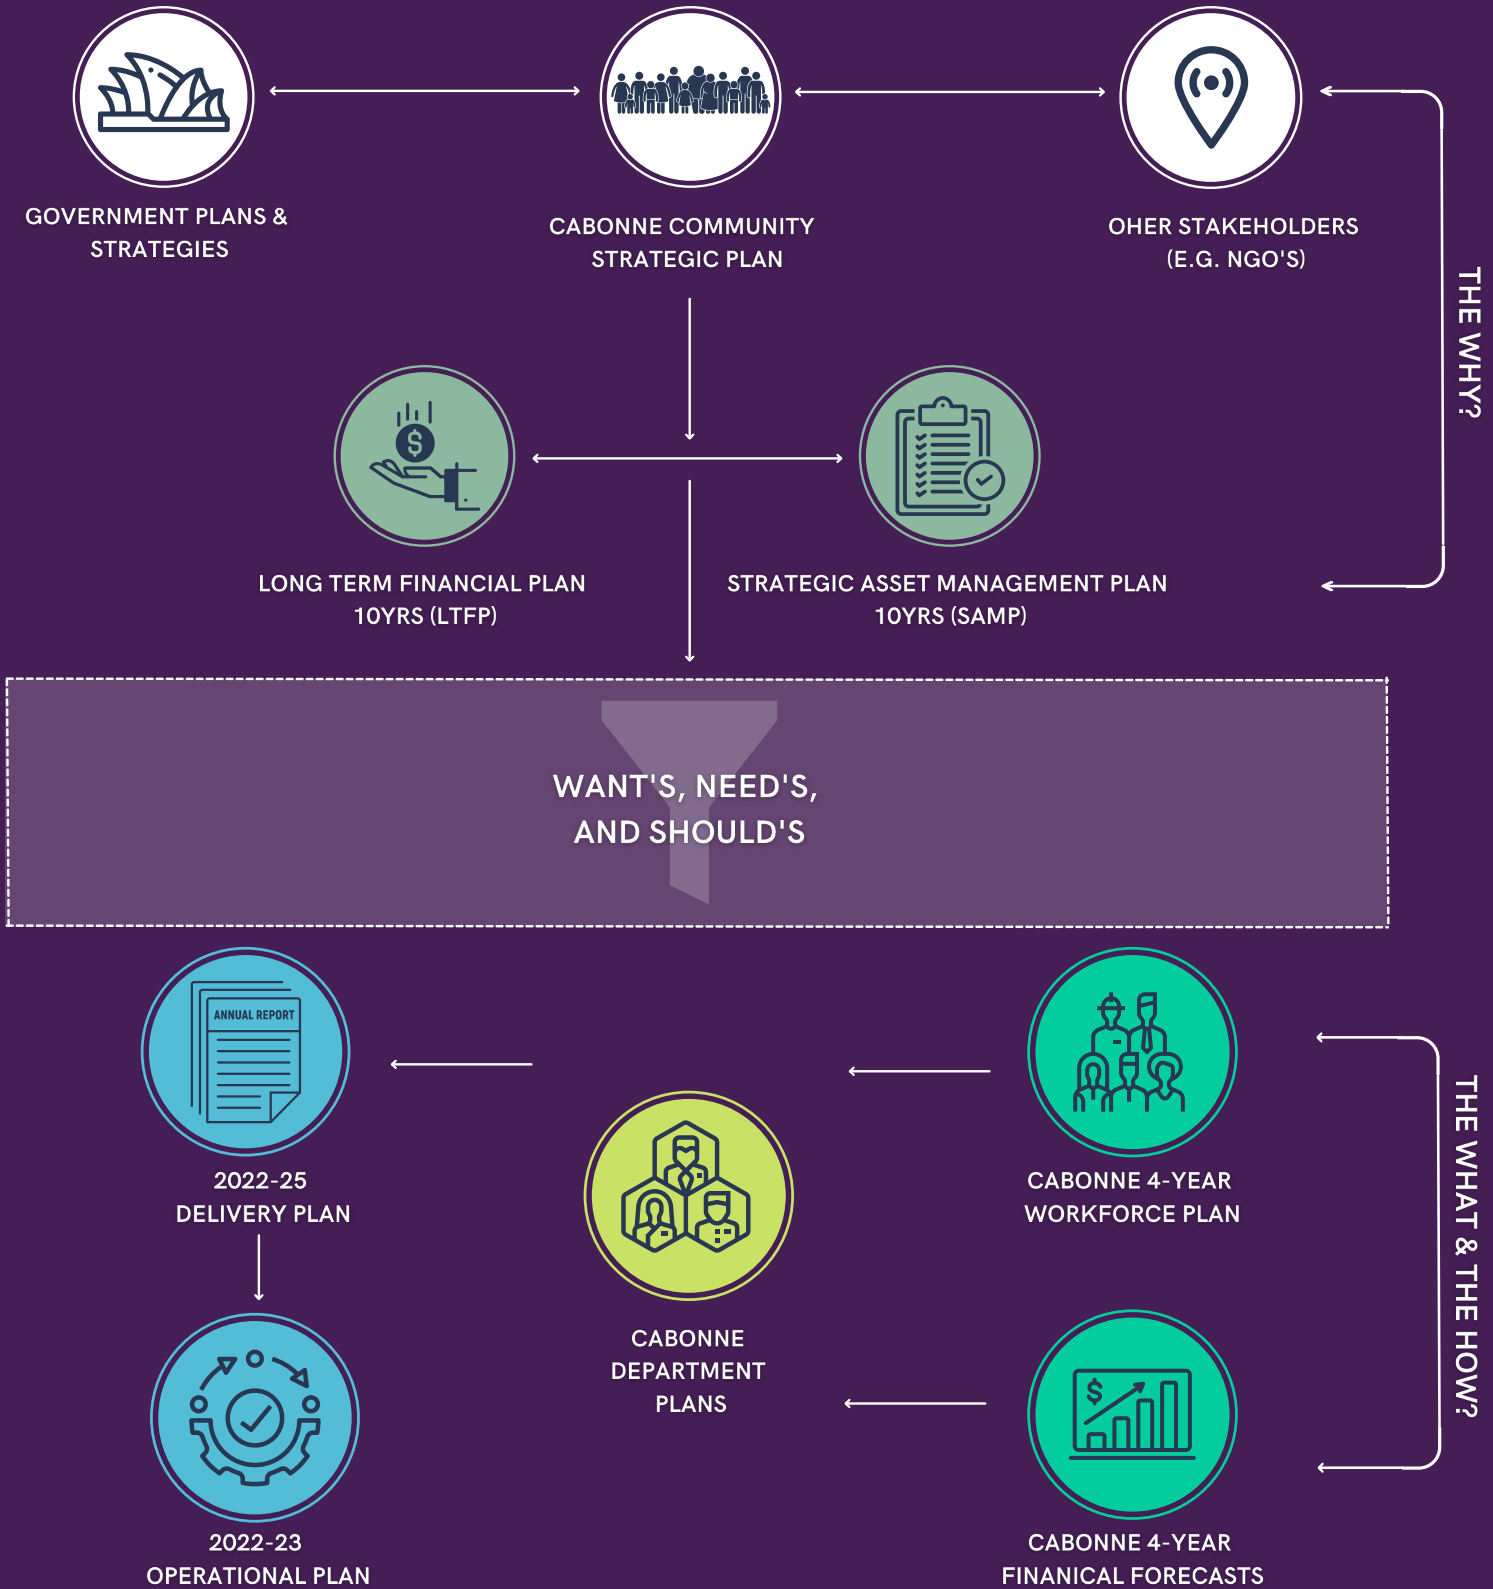 GOVERNMENT PLANS &
STRATEGIES
CABONNE COMMUNITY
STRATEGIC PLAN
OHER STAKEHOLDERS
(E.G. NGO'S)
THE WHY?
$
LONG TERM FINANCIAL PLAN
10YRS (LTFP)
STRATEGIC ASSET MANAGEMENT PLAN
10YRS (SAMP)
WANT'S, NEED'S,
AND SHOULD'S
ANNUAL REPORT
2022-25
DELIVERY PLAN
CABONNE 4-YEAR
WORKFORCE PLAN
THE WHAT & THE HOW?
CABONNE
DEPARTMENT
PLANS
$
2022-23
OPERATIONAL PLAN
CABONNE 4-YEAR
FINANICAL FORECASTS